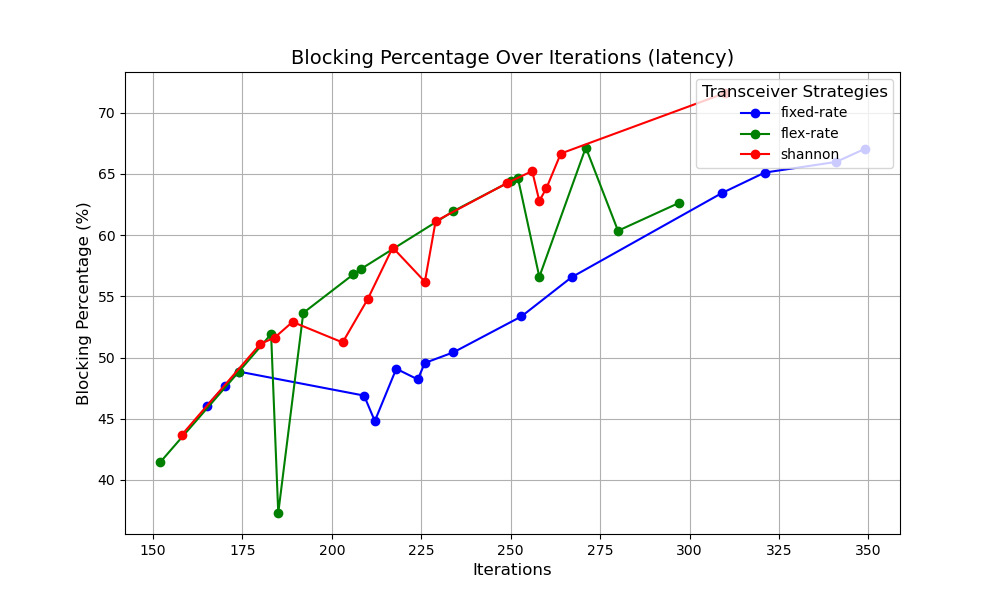 Blocking Percentage Over Iterations (latency)
Transceiver Strategies
fixed-rate
flex-rate
shannon
Blocking Percentage (%)
70
65
60
55
50
45
40
150
175
200
225
250
275
300
325
350
Iterations